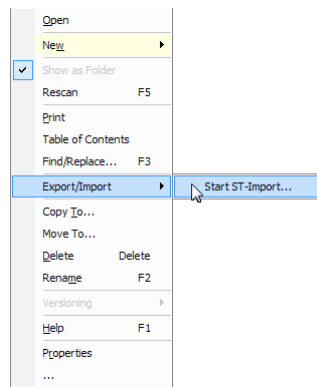 Open
New
Show as Folder
Rescan F5
Print
Table of Contents
Find/Replace... F3
Export/Import Start ST-Import...
Copy To...
Move To...
Delete Delete
Rename F2
Versioning
Help F1
Properties
...